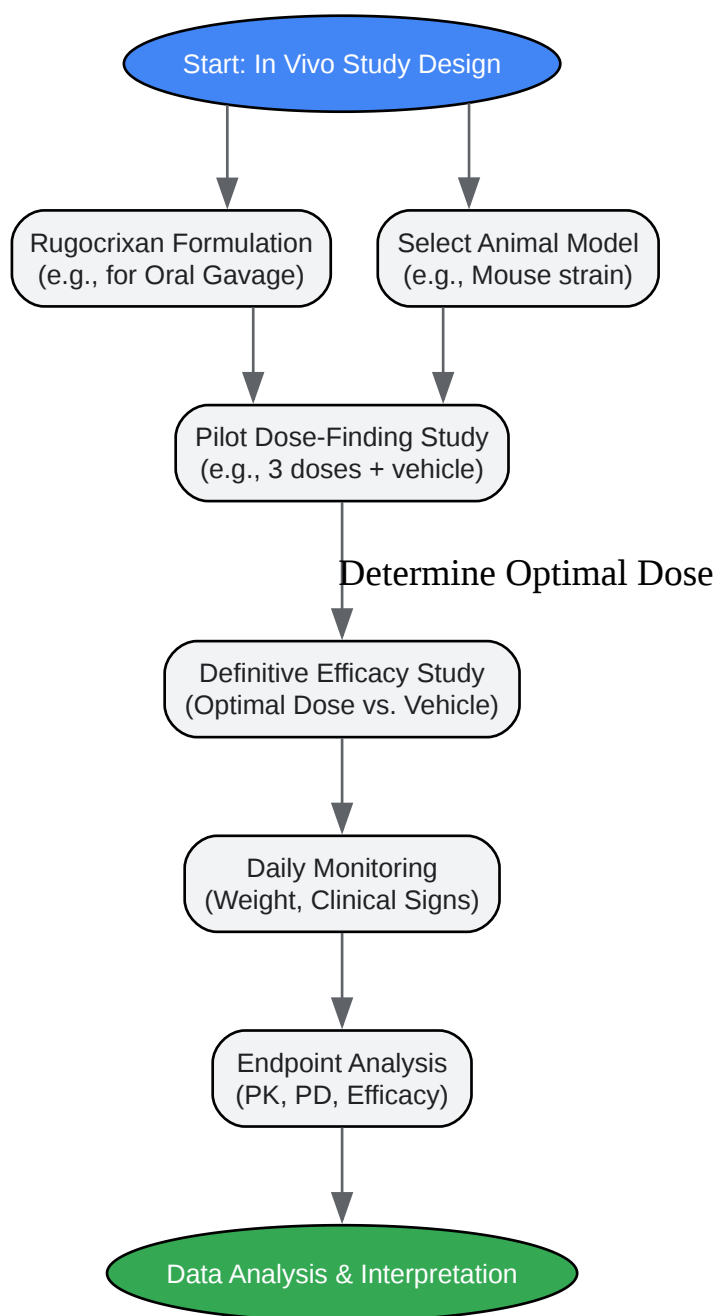 Start: In Vivo Study Design
Rugocrixan Formulation
(e.g., for Oral Gavage)
Select Animal Model
(e.g., Mouse strain)
Pilot Dose-Finding Study
(e.g., 3 doses + vehicle)
Determine Optimal Dose
Definitive Efficacy Study
(Optimal Dose vs. Vehicle)
Daily Monitoring
(Weight, Clinical Signs)
Endpoint Analysis
(PK, PD, Efficacy)
Data Analysis & Interpretation